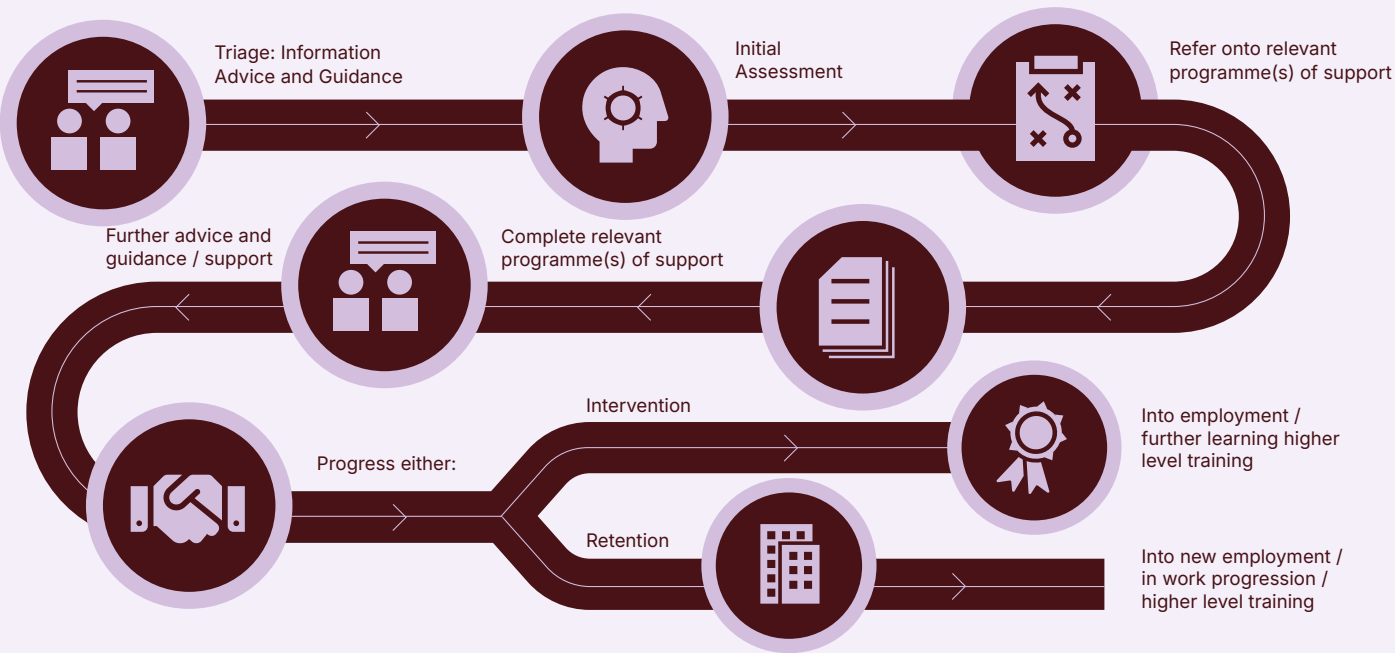 Triage: Information
Advice and Guidance
Initial
Assessment
Refer onto relevant
programme(s) of support
Complete relevant
programme(s) of support
Further advice and
guidance / support
Progress either:
Intervention
Into employment /
further learning higher
level training
Retention
Into new employment /
in work progression /
higher level training